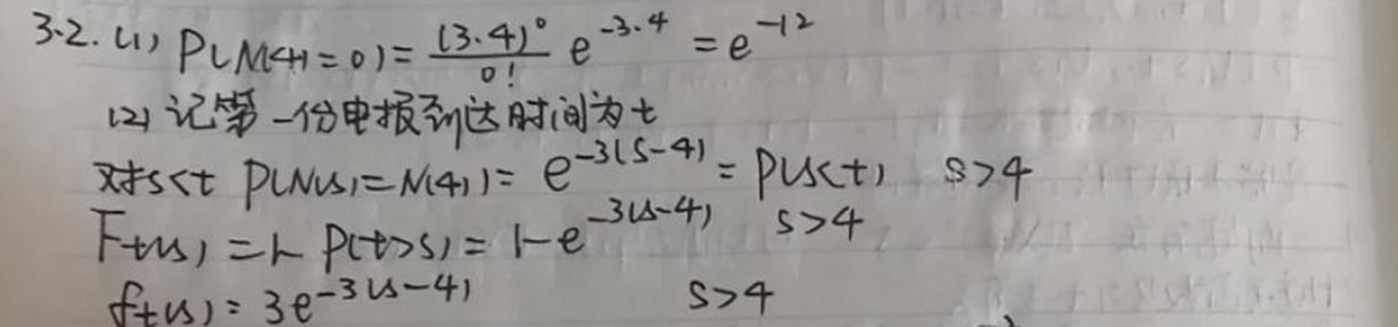 3.2. (1) P(N(4)=0)= (3·4)⁰/0! e^{-3·4} = e^{-12}
(2) 记第一份电报到达时间为t
对s<t P(N(s)=N(4))= e^{-3(s-4)} = P(s<t) s>4
F_t(s) = 1- P(t>s) = 1-e^{-3(s-4)} s>4
f_t(s) = 3e^{-3(s-4)} s>4